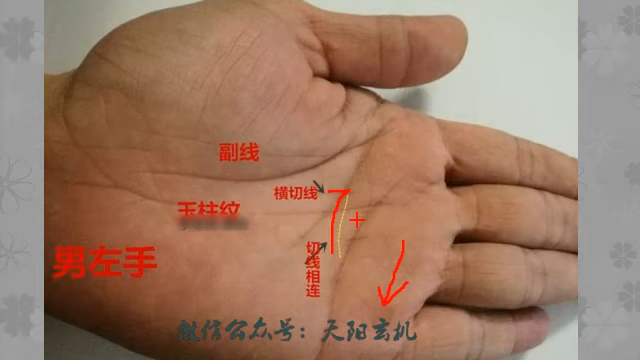 副线
横切线
玉柱纹
切线相连
男左手
微信公众号：天阳玄机